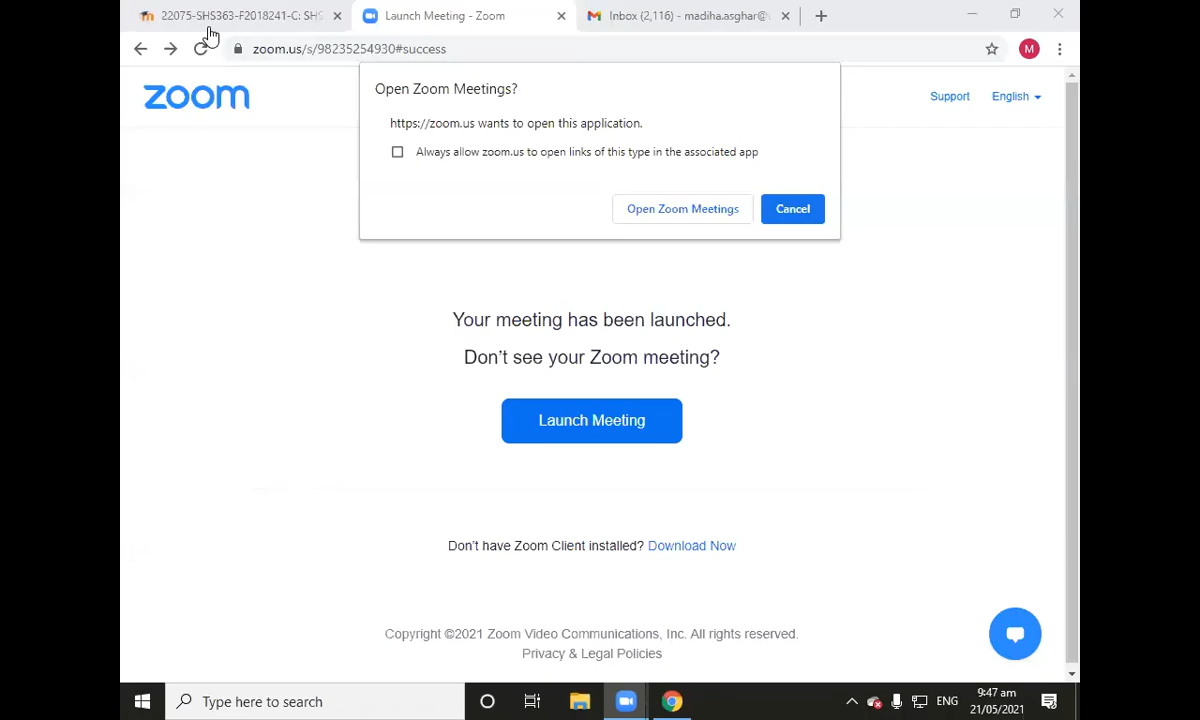 22075-SHS363-F2018241-C: SHS
Launch Meeting - Zoom
Inbox (2,116) - madiha.asghar@
zoom.us/s/98235254930#success
M
zoom
Support
English
Open Zoom Meetings?
https://zoom.us wants to open this application.
Always allow zoom.us to open links of this type in the associated app
Open Zoom Meetings
Cancel
Your meeting has been launched.
Don't see your Zoom meeting?
Launch Meeting
Don't have Zoom Client installed? Download Now
Copyright ©2021 Zoom Video Communications, Inc. All rights reserved.
Privacy & Legal Policies
Type here to search
ENG
9:47 am
21/05/2021